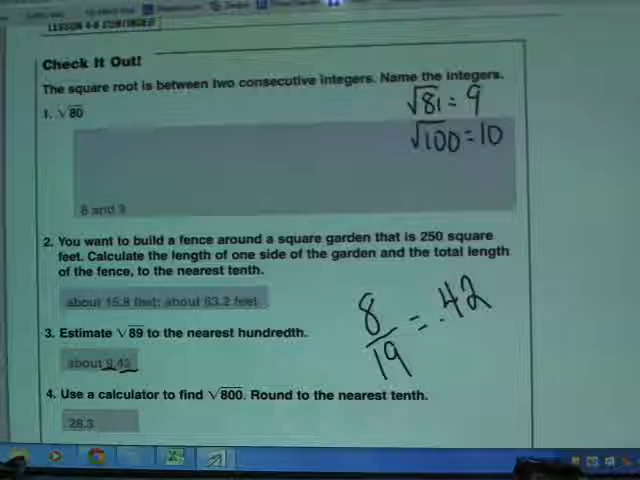 LESSON 4-6 CONTINUED
Check It Out!
The square root is between two consecutive integers. Name the integers.
√81 = 9
1. √80
√100 = 10
8 and 9
2. You want to build a fence around a square garden that is 250 square
feet. Calculate the length of one side of the garden and the total length
of the fence, to the nearest tenth.
about 15.8 feet; about 63.2 feet
8/19 = .42
3. Estimate √89 to the nearest hundredth.
about 9.42
4. Use a calculator to find √800. Round to the nearest tenth.
28.3